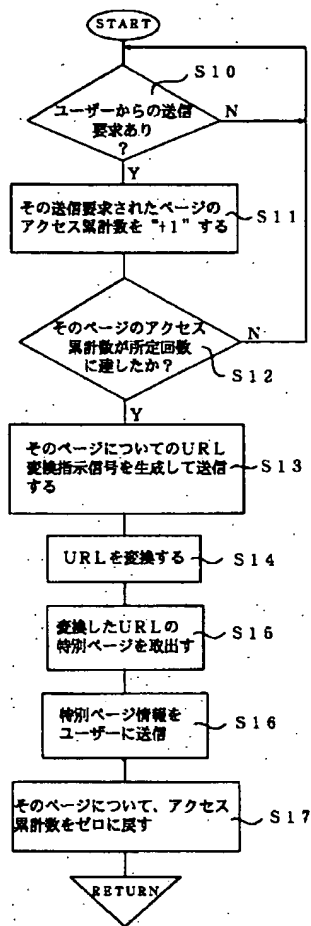 START
S10
ユーザーからの送信
要求あり
?
N
Y
その送信要求されたページの
アクセス累計数を"+1"する
S11
そのページのアクセス
累計数が所定回数
に達したか?
N
S12
Y
そのページについてのURL
変換指示信号を生成して送信
する
S13
URLを変換する
S14
変換したURLの
特別ページを取出す
S15
特別ページ情報を
ユーザーに送信
S16
そのページについて、アクセス
累計数をゼロに戻す
S17
RETURN